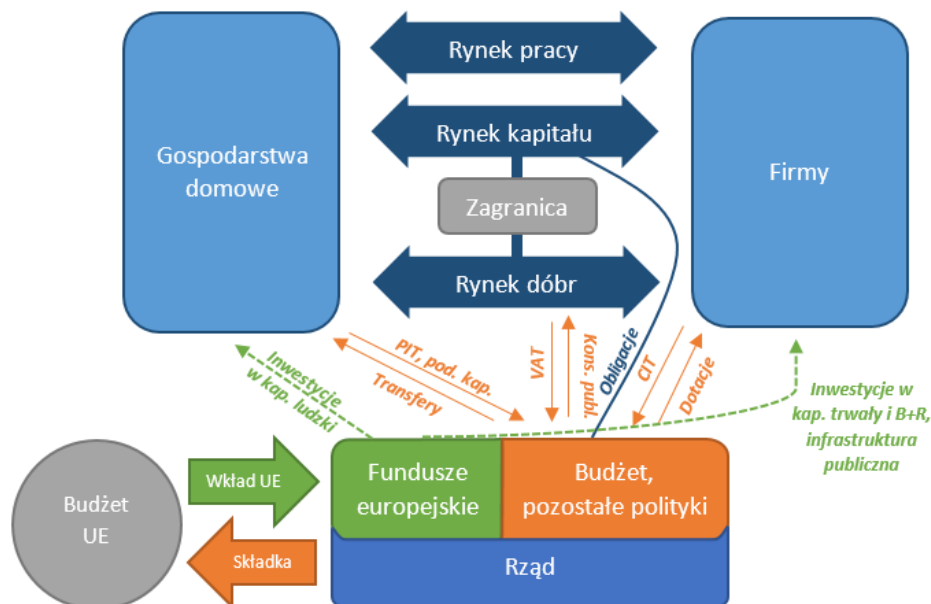 Rynek pracy
Gospodarstwa
domowe
Rynek kapitału
Firmy
Zagranica
Rynek dóbr
PIT, pod. kap.
Transfery
Inwestycje
w kap. ludzki
VAT
Kons. publ.
Obligacje
CIT
Dotacje
Inwestycje w
kap. trwały i B+R,
infrastruktura
publiczna
Budżet
UE
Wkład UE
Składka
Fundusze
europejskie
Budżet,
pozostałe polityki
Rząd